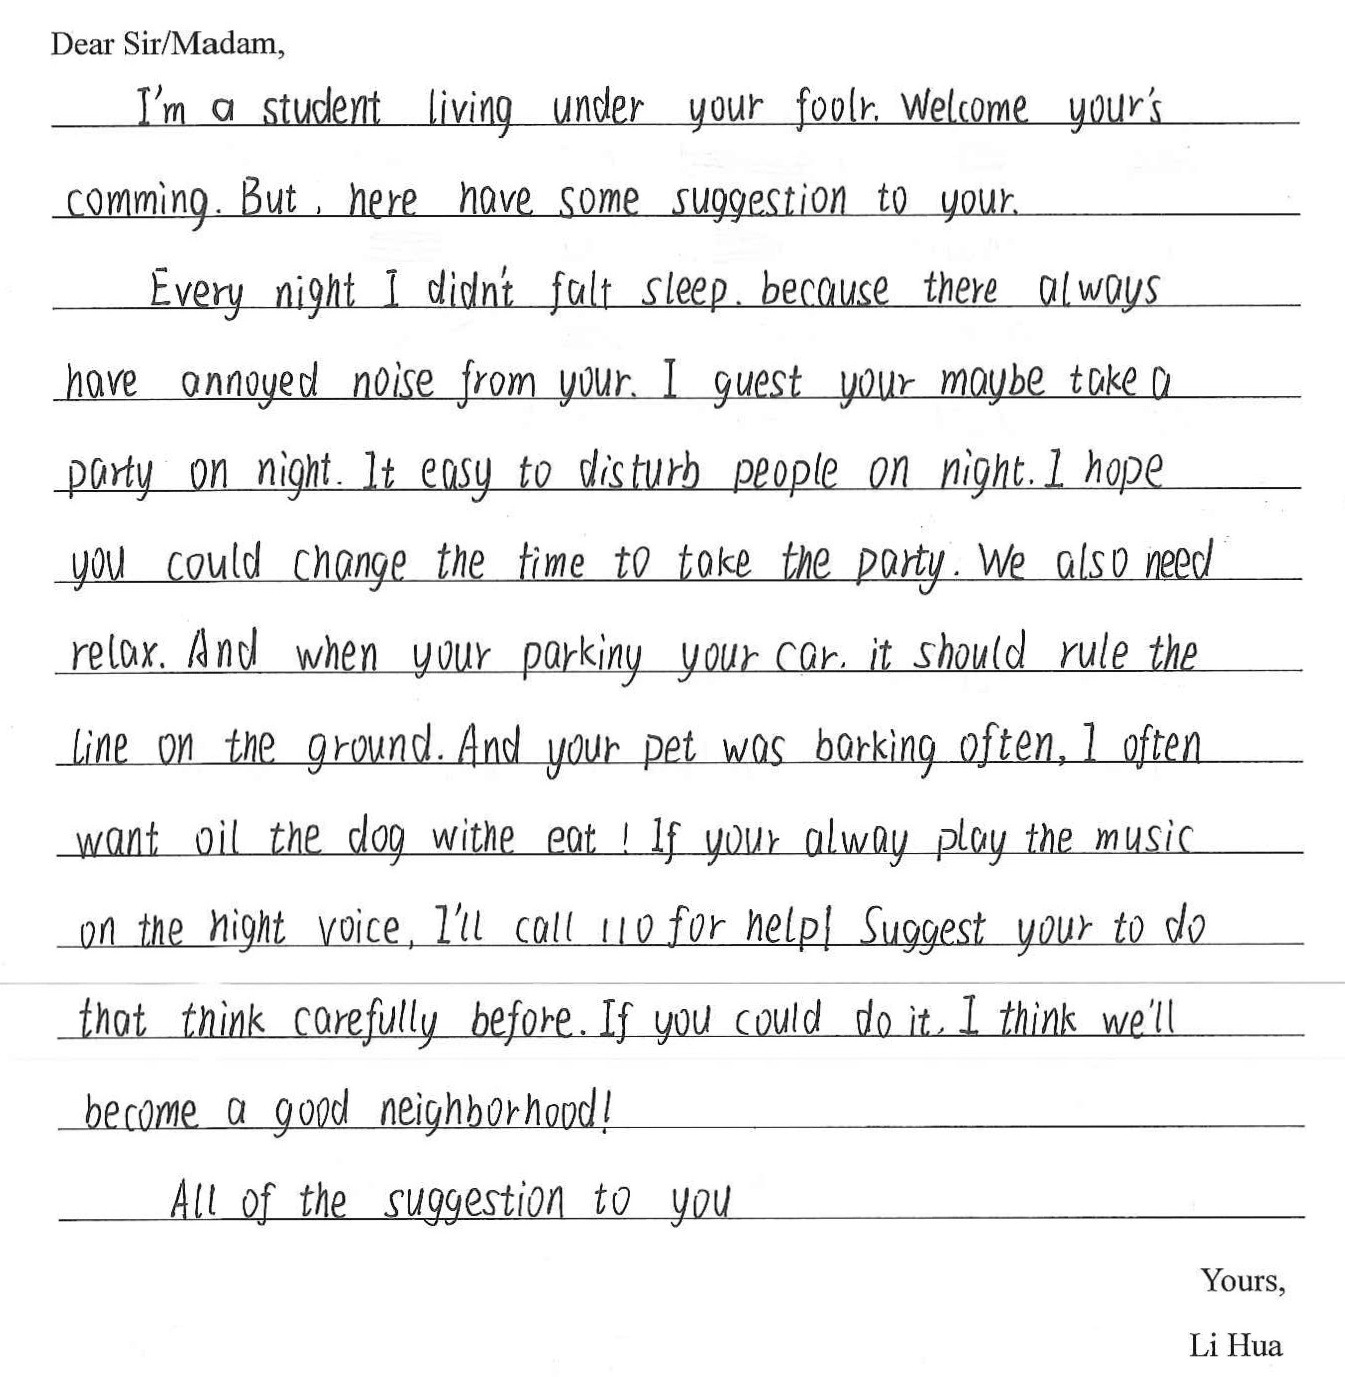 Dear Sir/Madam,
I'm a student living under your foolr. Welcome your's
comming. But, here have some suggestion to your.
Every night I didn't falt sleep. because there always
have annoyed noise from your. I guest your maybe take a
party on night. It easy to disturb people on night. I hope
you could change the time to take the party. We also need
relax. And when your parking your car. it should rule the
line on the ground. And your pet was barking often, I often
want oil the dog withe eat! If your alway play the music
on the night voice, I'll call 110 for help! Suggest your to do
that think carefully before. If you could do it. I think we'll
become a good neighborhood!
All of the suggestion to you
Yours,
Li Hua